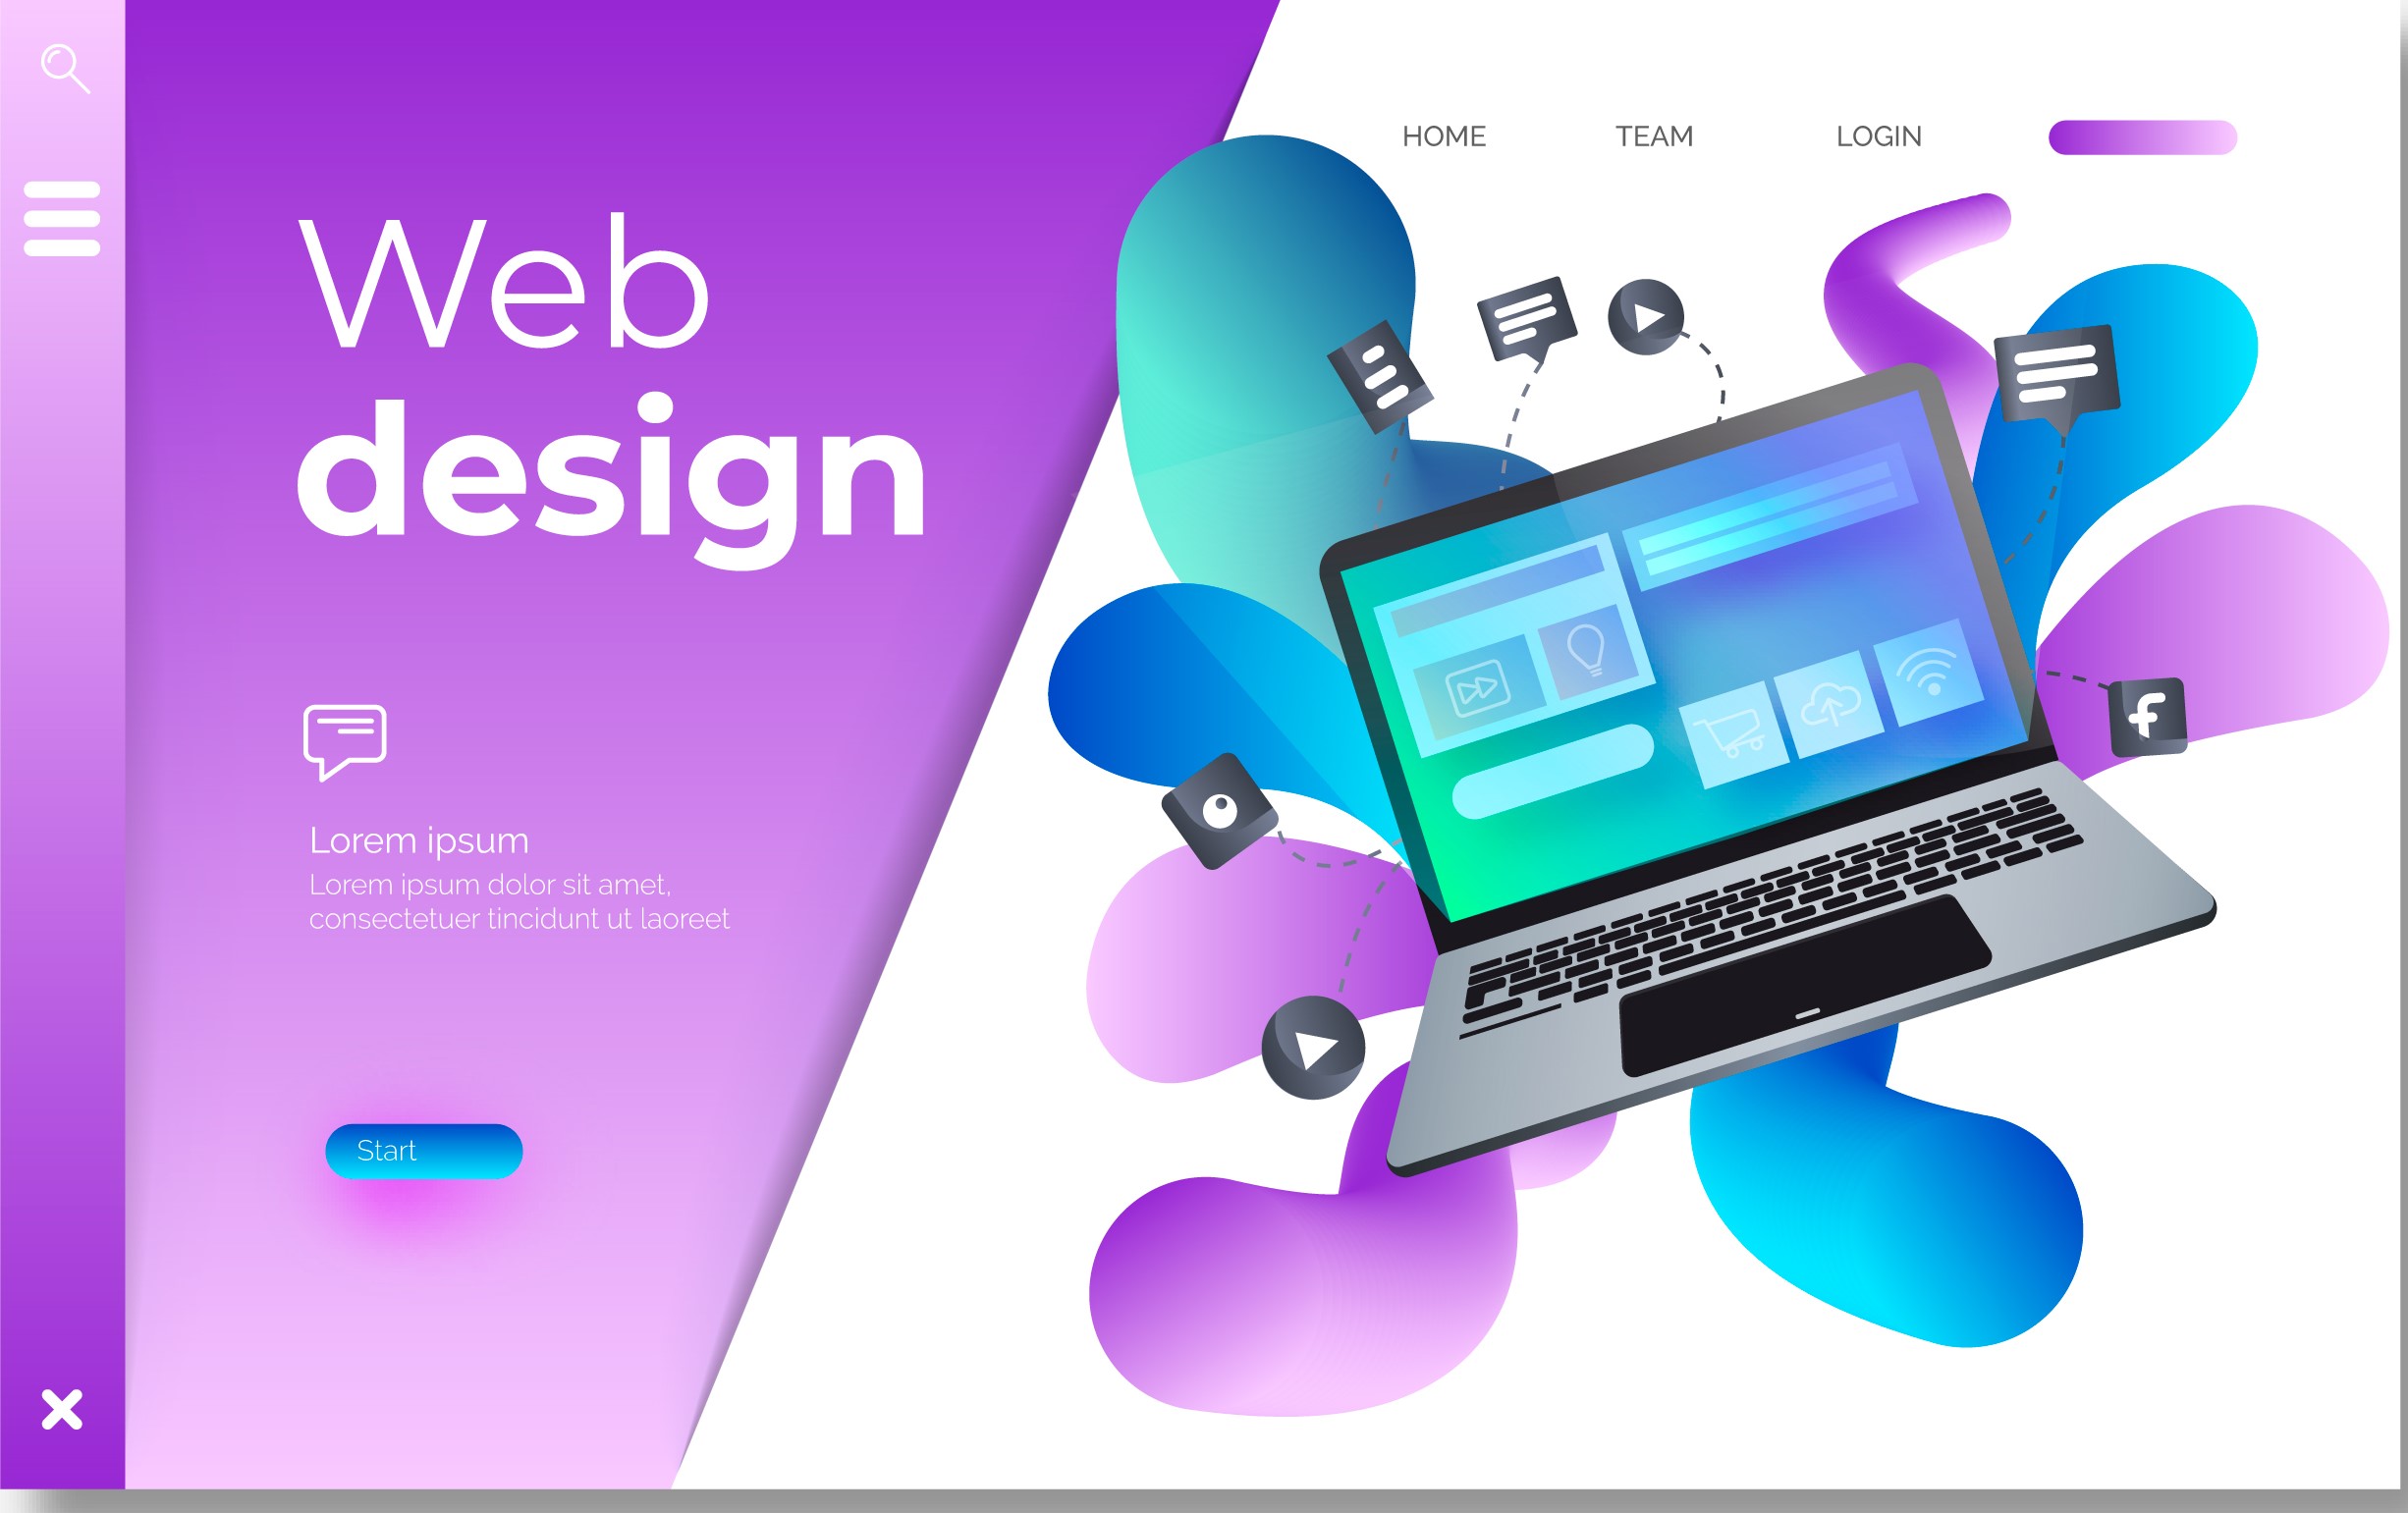 HOME TEAM LOGIN
Web
design
Lorem ipsum
Lorem ipsum dolor sit amet,
consectetuer tincidunt ut laoreet
Start
f